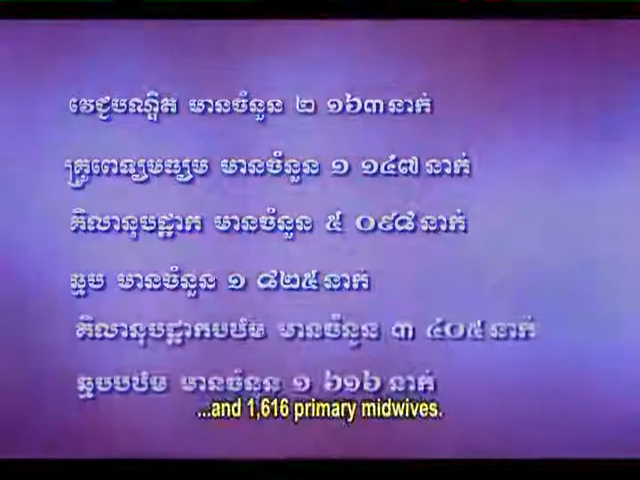 វេជ្ជបណ្ឌិត មានចំនួន ២ ១៦៣ នាក់
គ្រូពេទ្យមធ្យម មានចំនួន ១ ១៤៧ នាក់
គិលានុបដ្ឋាក មានចំនួន ៥ ០៩៨ នាក់
ឆ្មប មានចំនួន ១ ៨២៥ នាក់
គិលានុបដ្ឋាកបឋម មានចំនួន ៣ ៤០៥ នាក់
ឆ្មបបឋម មានចំនួន ១ ៦១៦ នាក់
...and 1,616 primary midwives.